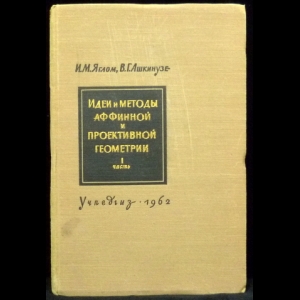 И.М. Яглом, В.Г. Ашкинузе
ИДЕИ И МЕТОДЫ
АФФИННОЙ И
ПРОЕКТИВНОЙ
ГЕОМЕТРИИ
I
ЧАСТЬ
Учпедгиз · 1962